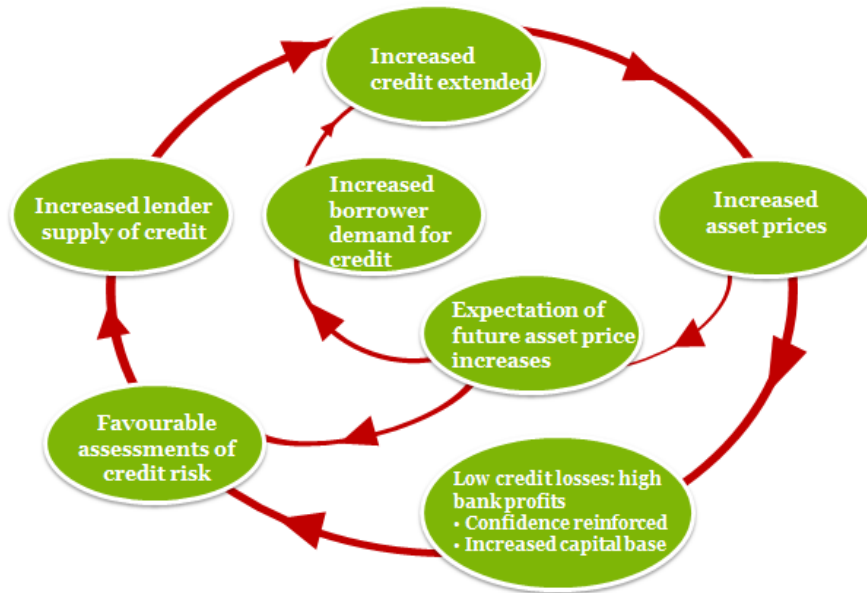 Increased
credit extended
Increased lender
supply of credit
Increased
borrower
demand for
credit
Increased
asset prices
Expectation of
future asset price
increases
Favourable
assessments of
credit risk
Low credit losses: high
bank profits
• Confidence reinforced
• Increased capital base